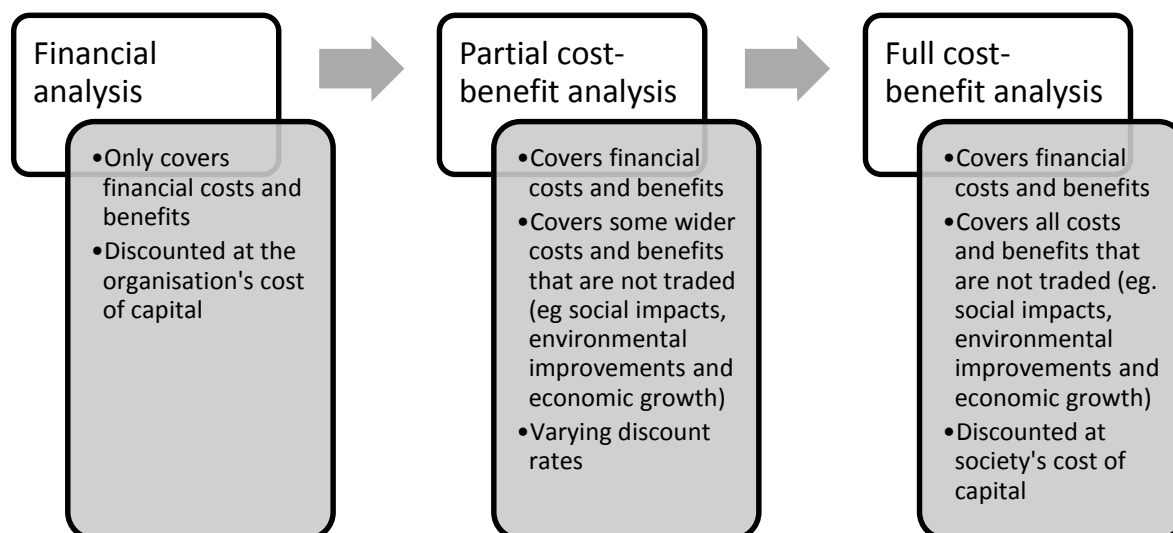 Financial
analysis
•Only covers
financial costs and
benefits
•Discounted at the
organisation's cost
of capital
Partial cost-
benefit analysis
•Covers financial
costs and benefits
•Covers some wider
costs and benefits
that are not traded
(eg social impacts,
environmental
improvements and
economic growth)
•Varying discount
rates
Full cost-
benefit analysis
•Covers financial
costs and benefits
•Covers all costs
and benefits that
are not traded (eg.
social impacts,
environmental
improvements and
economic growth)
•Discounted at
society's cost of
capital